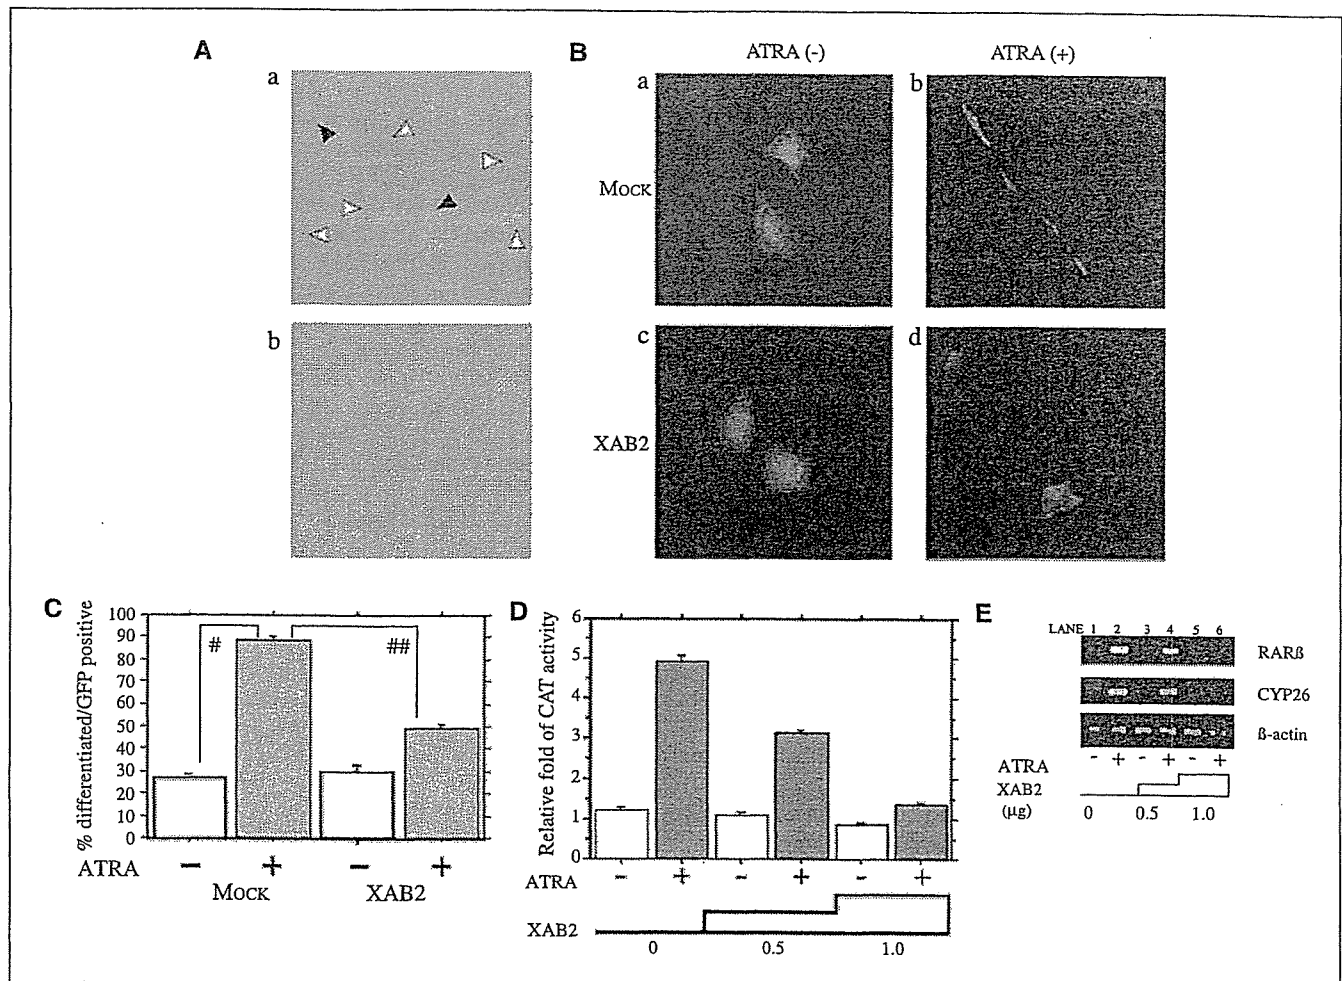 A
a
b
B
ATRA (-)
ATRA (+)
a
b
MOCK
c
d
XAB2
C
% differentiated/GFP positive
100
90
80
70
60
50
40
30
20
10
0
#
##
ATRA − + − +
MOCK XAB2
D
Relative fold of CAT activity
6
5
4
3
2
1
0
ATRA - + - + - +
XAB2
0 0.5 1.0
E
LANE 1 2 3 4 5 6
RARß
CYP26
ß-actin
ATRA - + - + - +
XAB2
(µg) 0 0.5 1.0